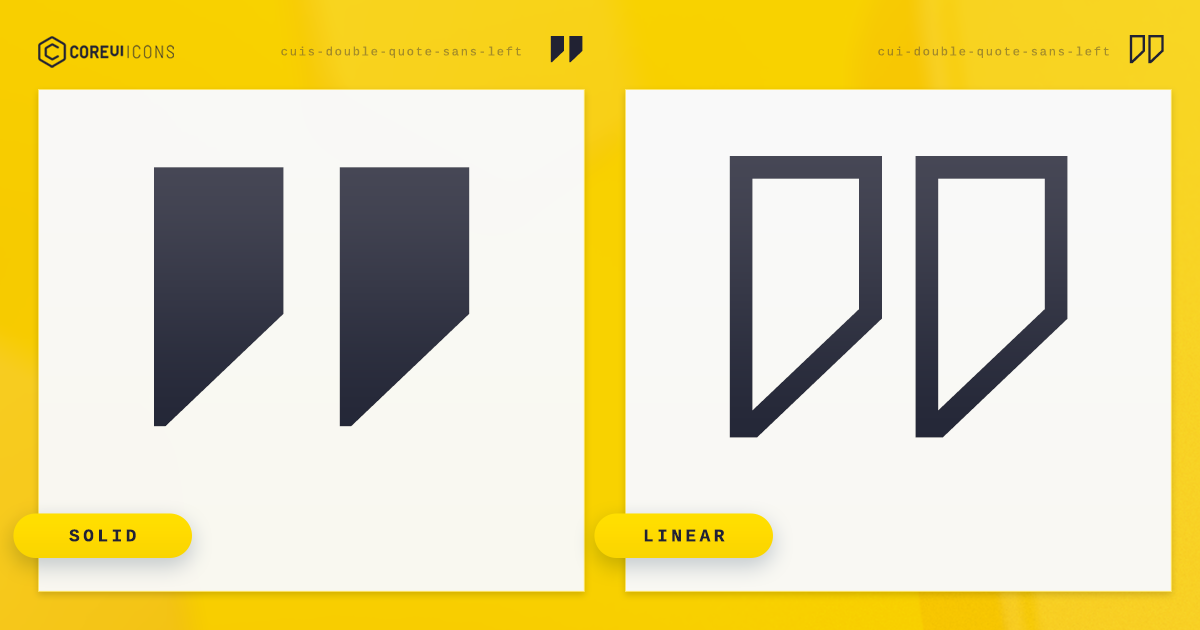 COREUI ICONS
cuis-double-quote-sans-left
cui-double-quote-sans-left
SOLID
LINEAR